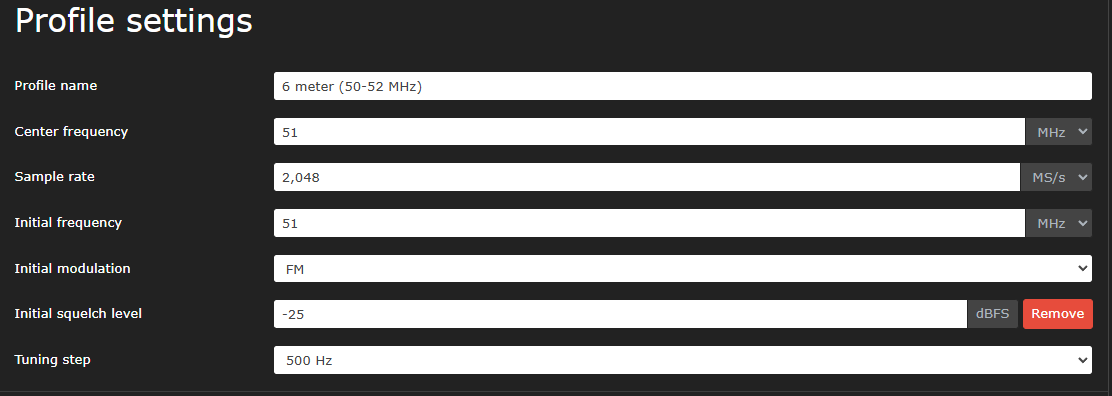 Profile settings
Profile name 6 meter (50-52 MHz)
Center frequency 51 MHz
Sample rate 2,048 MS/s
Initial frequency 51 MHz
Initial modulation FM
Initial squelch level -25 dBFS Remove
Tuning step 500 Hz